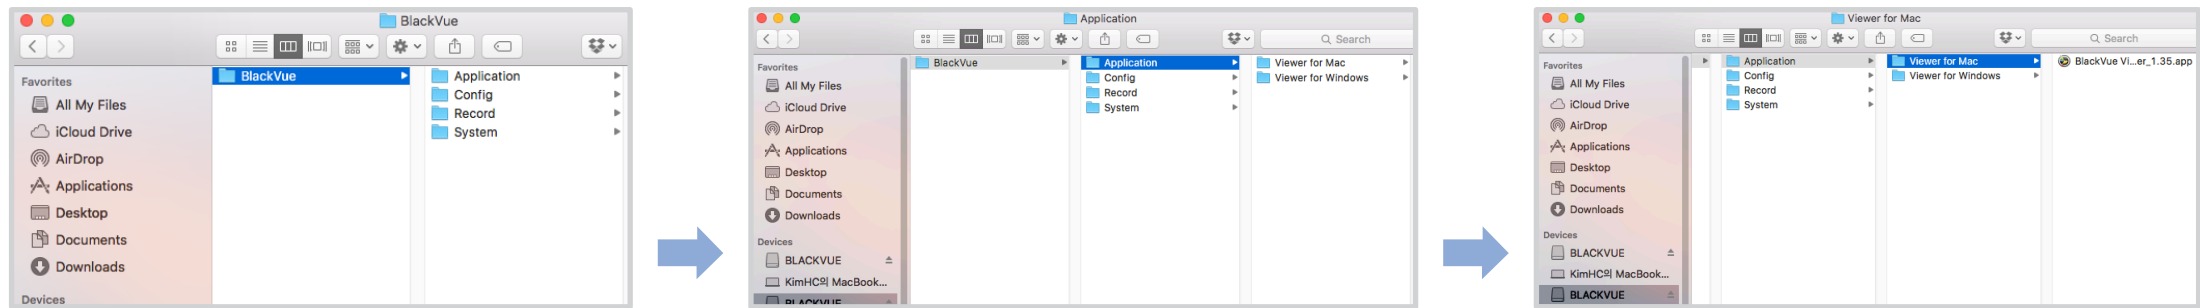 BlackVue
Favorites
All My Files
iCloud Drive
AirDrop
Applications
Desktop
Documents
Downloads
Devices
BlackVue
Application
Config
Record
System
Application
Search
Favorites
All My Files
iCloud Drive
AirDrop
Applications
Desktop
Documents
Downloads
Devices
BLACKVUE
KimHC의 MacBook...
BLACKVUE
BlackVue
Application
Config
Record
System
Viewer for Mac
Viewer for Windows
Viewer for Mac
Search
Favorites
All My Files
iCloud Drive
AirDrop
Applications
Desktop
Documents
Downloads
Devices
BLACKVUE
KimHC의 MacBook...
BLACKVUE
Application
Config
Record
System
Viewer for Mac
Viewer for Windows
BlackVue Vi...er_1.35.app